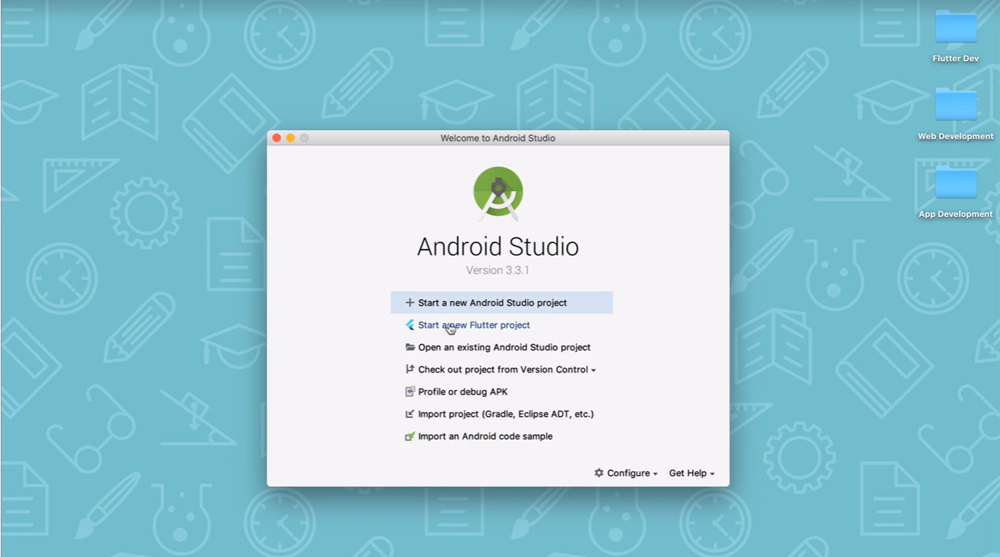 Flutter Dev
Web Development
App Development
Welcome to Android Studio
Android Studio
Version 3.3.1
Start a new Android Studio project
Start a new Flutter project
Open an existing Android Studio project
Check out project from Version Control
Profile or debug APK
Import project (Gradle, Eclipse ADT, etc.)
Import an Android code sample
Configure
Get Help